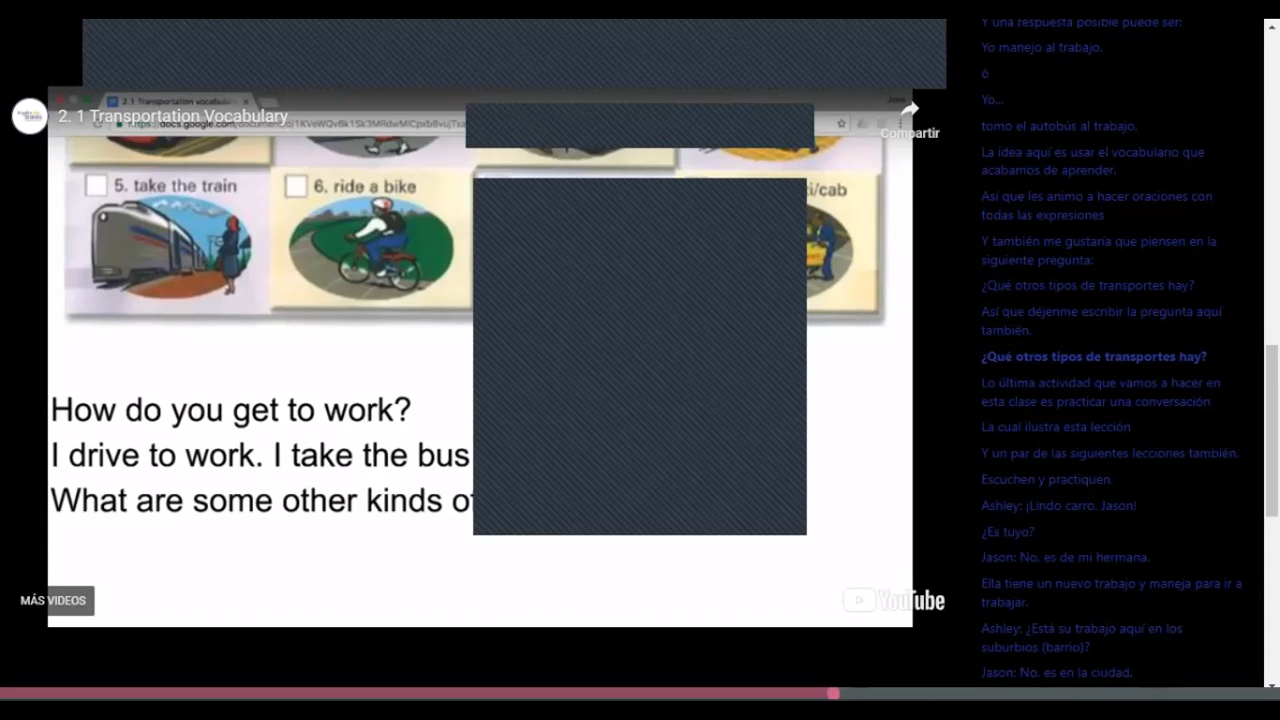 2.1 Transportation vocabular
2. 1 Transportation Vocabulary
Compartir
5. take the train
6. ride a bike
xi/cab
How do you get to work?
I drive to work. I take the bus
What are some other kinds of
MÁS VIDEOS
YouTube
Y una respuesta posible puede ser:
Yo manejo al trabajo.
ó
Yo...
tomo el autobús al trabajo.
La idea aquí es usar el vocabulario que
acabamos de aprender.
Así que les animo a hacer oraciones con
todas las expresiones
Y también me gustaría que piensen en la
siguiente pregunta:
¿Qué otros tipos de transportes hay?
Así que déjenme escribir la pregunta aquí
también.
¿Qué otros tipos de transportes hay?
Lo última actividad que vamos a hacer en
esta clase es practicar una conversación
La cual ilustra esta lección
Y un par de las siguientes lecciones también.
Escuchen y practiquen.
Ashley: ¡Lindo carro. Jason!
¿Es tuyo?
Jason: No. es de mi hermana.
Ella tiene un nuevo trabajo y maneja para ir a
trabajar.
Ashley: ¿Está su trabajo aquí en los
suburbios (barrio)?
Jason: No. es en la ciudad.